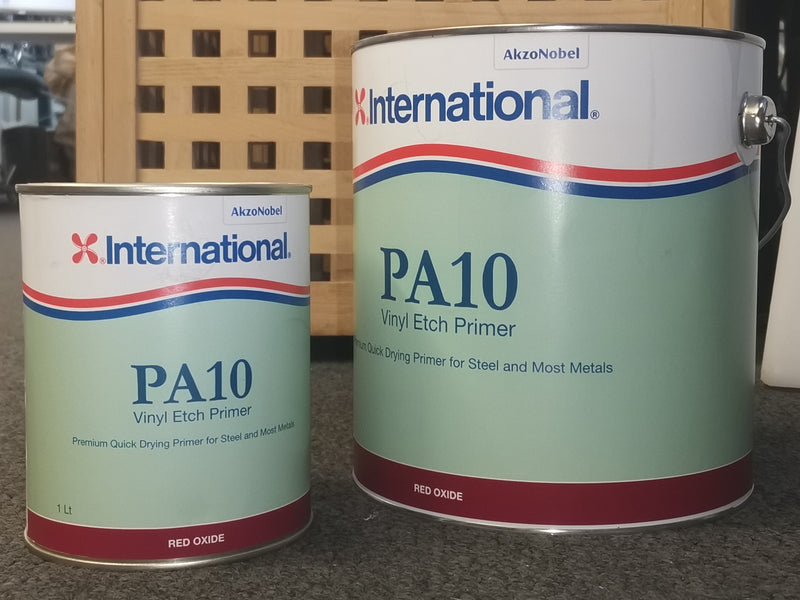 AkzoNobel
International®
PA10
Vinyl Etch Primer
Premium Quick Drying Primer for Steel and Most Metals
1 Lt
RED OXIDE
AkzoNobel
International®
PA10
Vinyl Etch Primer
Quick Drying Primer for Steel and Most Metals
RED OXIDE